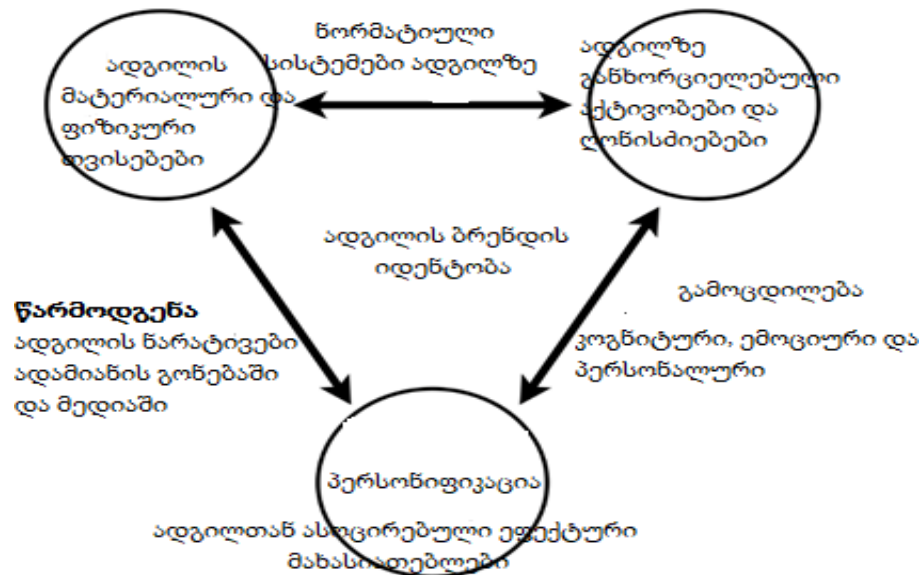 ნორმატიული
სისტემები ადგილზე
ადგილის
მატერიალური და
ფიზიკური
თვისებები
ადგილზე
განხორციელებული
აქტივობები და
ღონისძიებები
ადგილის ბრენდის
იდენტობა
წარმოდგენა
ადგილის ნარატივები
ადამიანის გონებაში
და მედიაში
გამოცდილება
კოგნიტური, ემოციური და
პერსონალური
პერსონიფიკაცია
ადგილთან ასოცირებული ეფექტური
მახასიათებლები